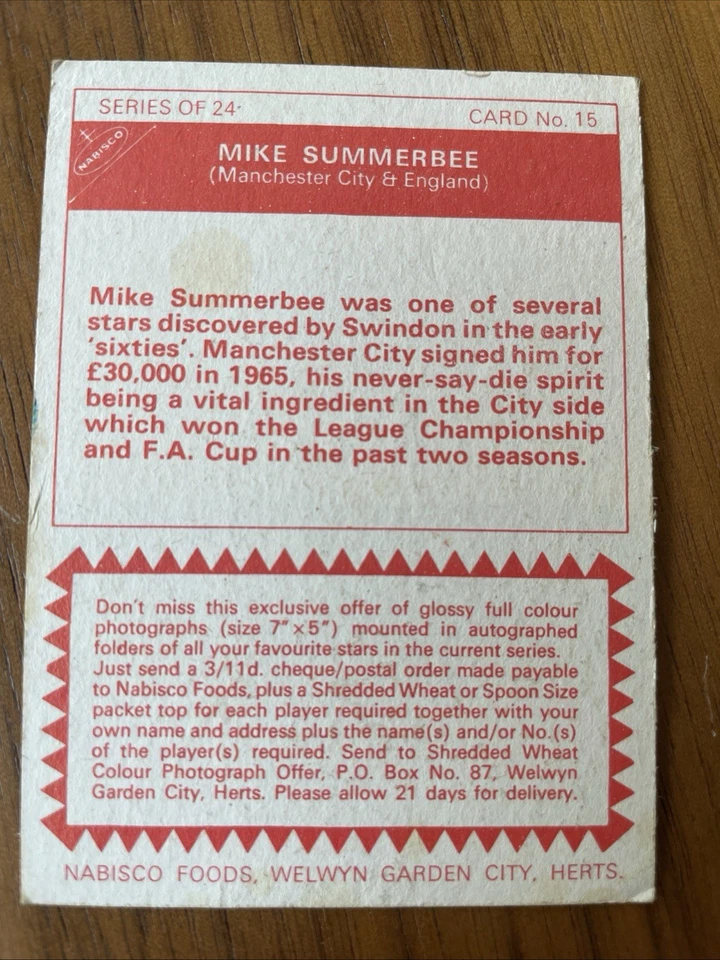 SERIES OF 24
CARD No. 15
NABISCO
MIKE SUMMERBEE
(Manchester City & England)
Mike Summerbee was one of several
stars discovered by Swindon in the early
'sixties'. Manchester City signed him for
£30,000 in 1965, his never-say-die spirit
being a vital ingredient in the City side
which won the League Championship
and F.A. Cup in the past two seasons.
Don't miss this exclusive offer of glossy full colour
photographs (size 7" x 5") mounted in autographed
folders of all your favourite stars in the current series.
Just send a 3/11d. cheque/postal order made payable
to Nabisco Foods, plus a Shredded Wheat or Spoon Size
packet top for each player required together with your
own name and address plus the name(s) and/or No.(s)
of the player(s) required. Send to Shredded Wheat
Colour Photograph Offer, P.O. Box No. 87, Welwyn
Garden City, Herts. Please allow 21 days for delivery.
NABISCO FOODS, WELWYN GARDEN CITY, HERTS.